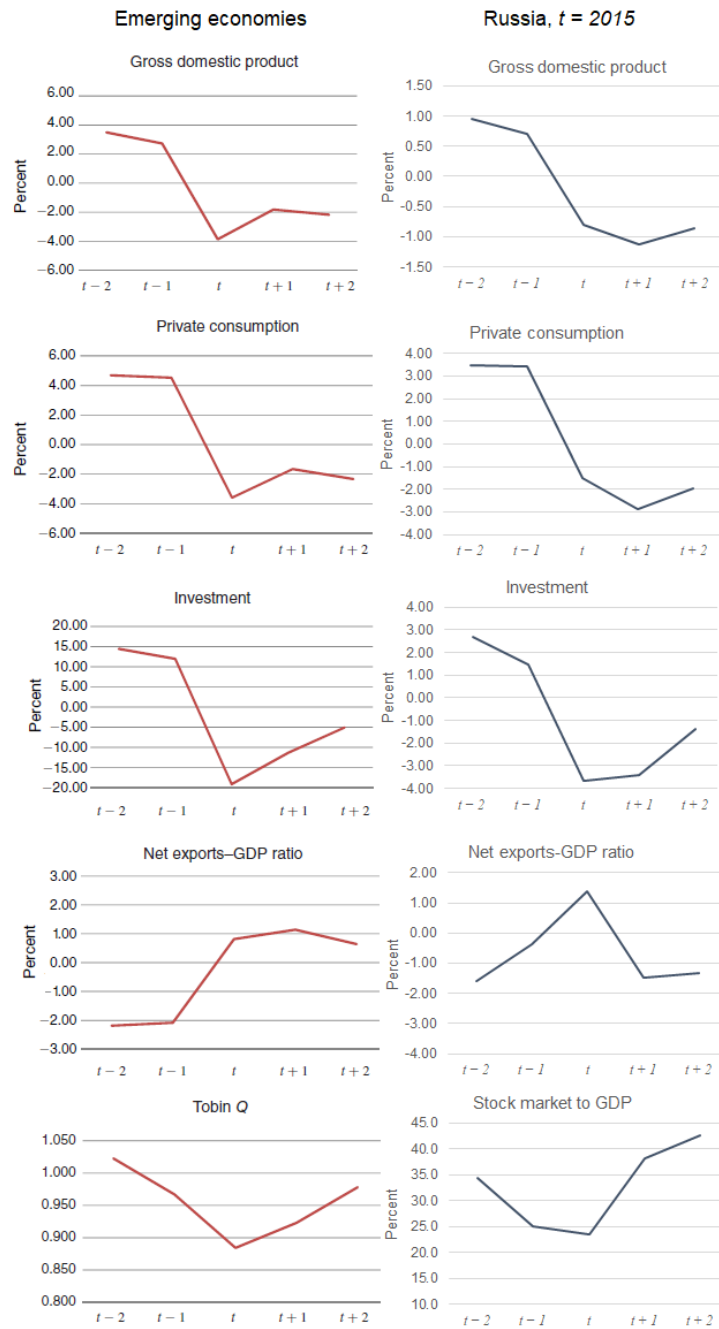 Emerging economies
Russia, t = 2015
Gross domestic product
Percent
6.00
4.00
2.00
0.00
−2.00
−4.00
−6.00
t − 2 t − 1 t t + 1 t + 2
Gross domestic product
Percent
1.50
1.00
0.50
0.00
-0.50
-1.00
-1.50
t − 2 t − 1 t t + 1 t + 2
Private consumption
Percent
6.00
4.00
2.00
0.00
−2.00
−4.00
−6.00
t − 2 t − 1 t t + 1 t + 2
Private consumption
Percent
4.00
3.00
2.00
1.00
0.00
-1.00
-2.00
-3.00
-4.00
t − 2 t − 1 t t + 1 t + 2
Investment
Percent
20.00
15.00
10.00
5.00
0.00
−5.00
−10.00
−15.00
−20.00
t − 2 t − 1 t t + 1 t + 2
Investment
Percent
4.00
3.00
2.00
1.00
0.00
-1.00
-2.00
-3.00
-4.00
t − 2 t − 1 t t + 1 t + 2
Net exports–GDP ratio
Percent
3.00
2.00
1.00
0.00
−1.00
−2.00
−3.00
t − 2 t − 1 t t + 1 t + 2
Net exports-GDP ratio
Percent
2.00
1.00
0.00
-1.00
-2.00
-3.00
-4.00
t − 2 t − 1 t t + 1 t + 2
Tobin Q
1.050
1.000
0.950
0.900
0.850
0.800
t − 2 t − 1 t t + 1 t + 2
Stock market to GDP
Percent
45.0
40.0
35.0
30.0
25.0
20.0
15.0
10.0
t − 2 t − 1 t t + 1 t + 2